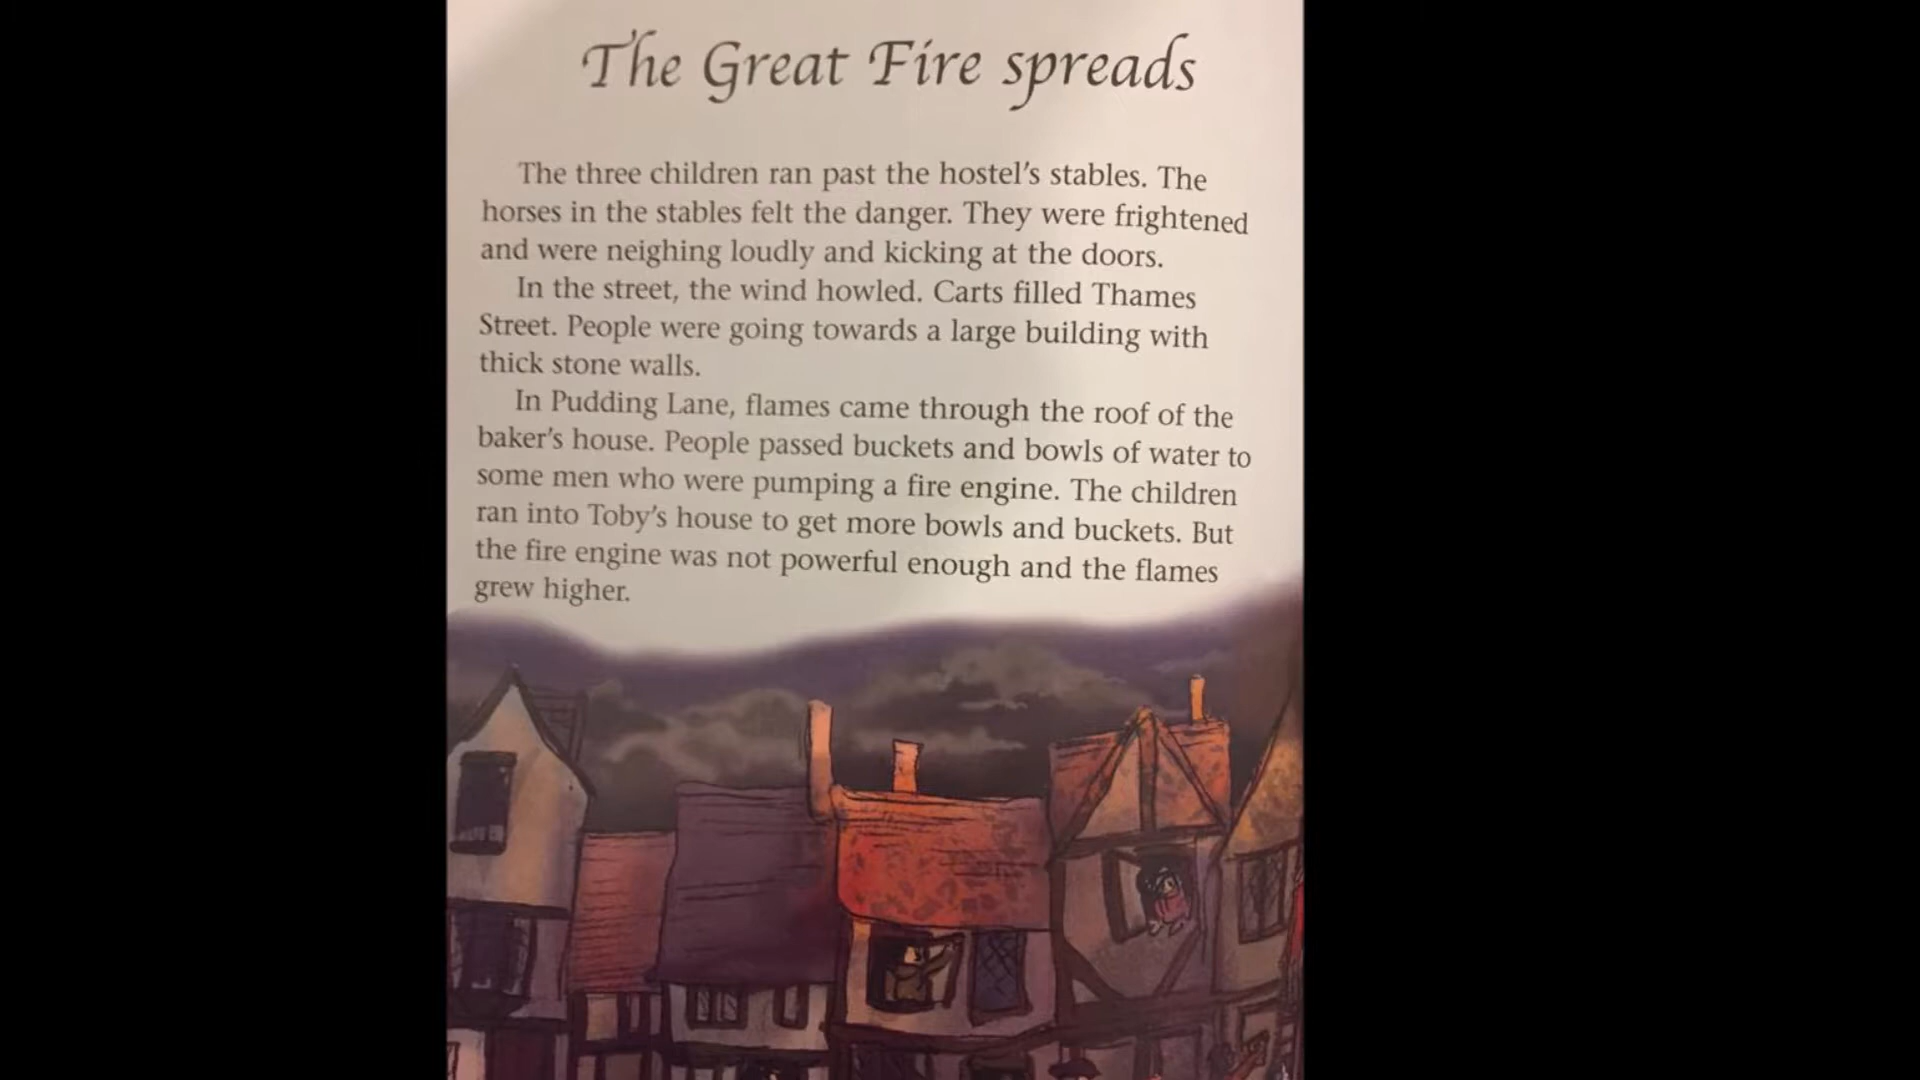 The Great Fire spreads
The three children ran past the hostel's stables. The
horses in the stables felt the danger. They were frightened
and were neighing loudly and kicking at the doors.
In the street, the wind howled. Carts filled Thames
Street. People were going towards a large building with
thick stone walls.
In Pudding Lane, flames came through the roof of the
baker's house. People passed buckets and bowls of water to
some men who were pumping a fire engine. The children
ran into Toby's house to get more bowls and buckets. But
the fire engine was not powerful enough and the flames
grew higher.